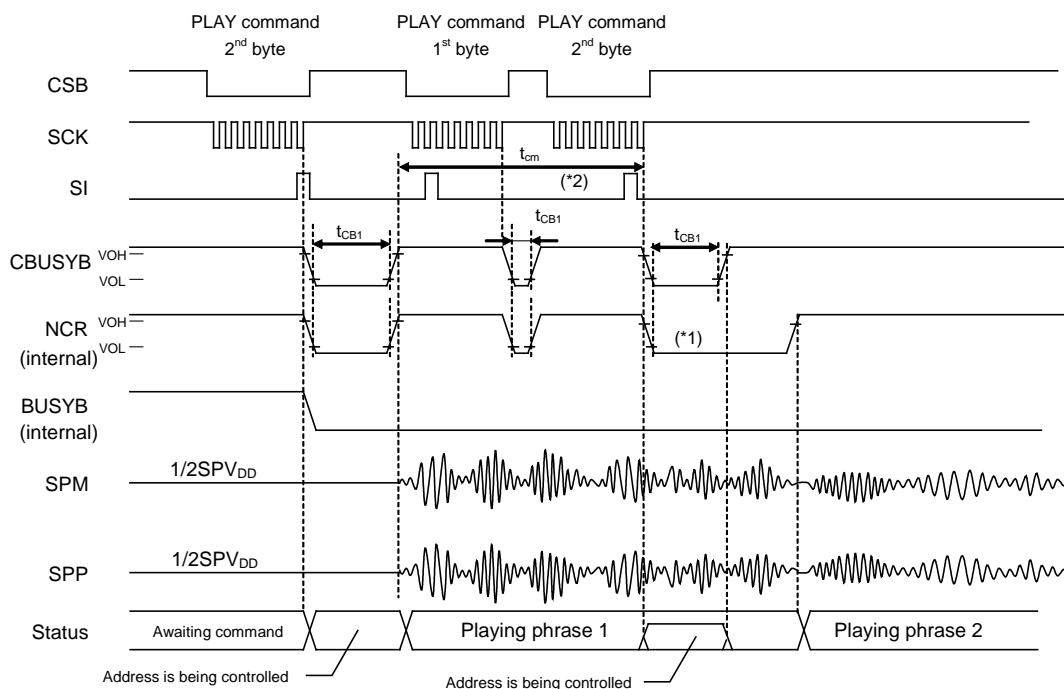 PLAY command
2nd byte
PLAY command
1st byte
PLAY command
2nd byte
CSB
SCK
tcm
SI
(*2)
tCB1
tCB1
tCB1
CBUSYB
VOH
VOL
NCR
(internal)
VOH
VOL
(*1)
BUSYB
(internal)
SPM
1/2SPVDD
SPP
1/2SPVDD
Status
Awaiting command
Playing phrase 1
Playing phrase 2
Address is being controlled
Address is being controlled